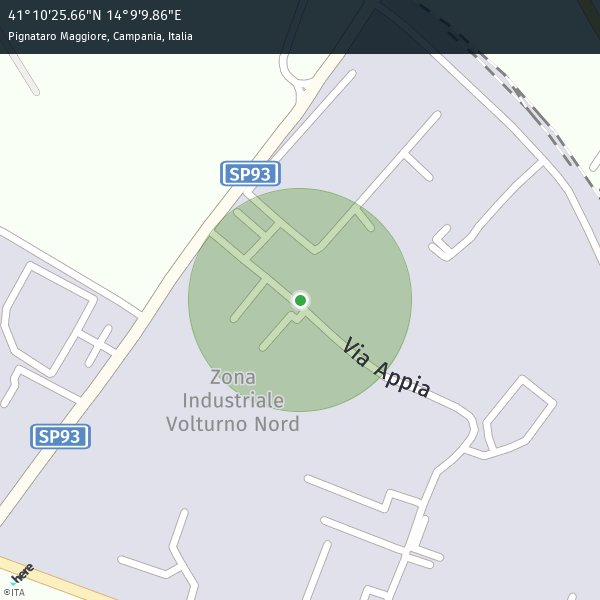 41°10'25.66"N 14°9'9.86"E
Pignataro Maggiore, Campania, Italia
SP93
Via Appia
Zona
Industriale
Volturno Nord
SP93
here
©ITA